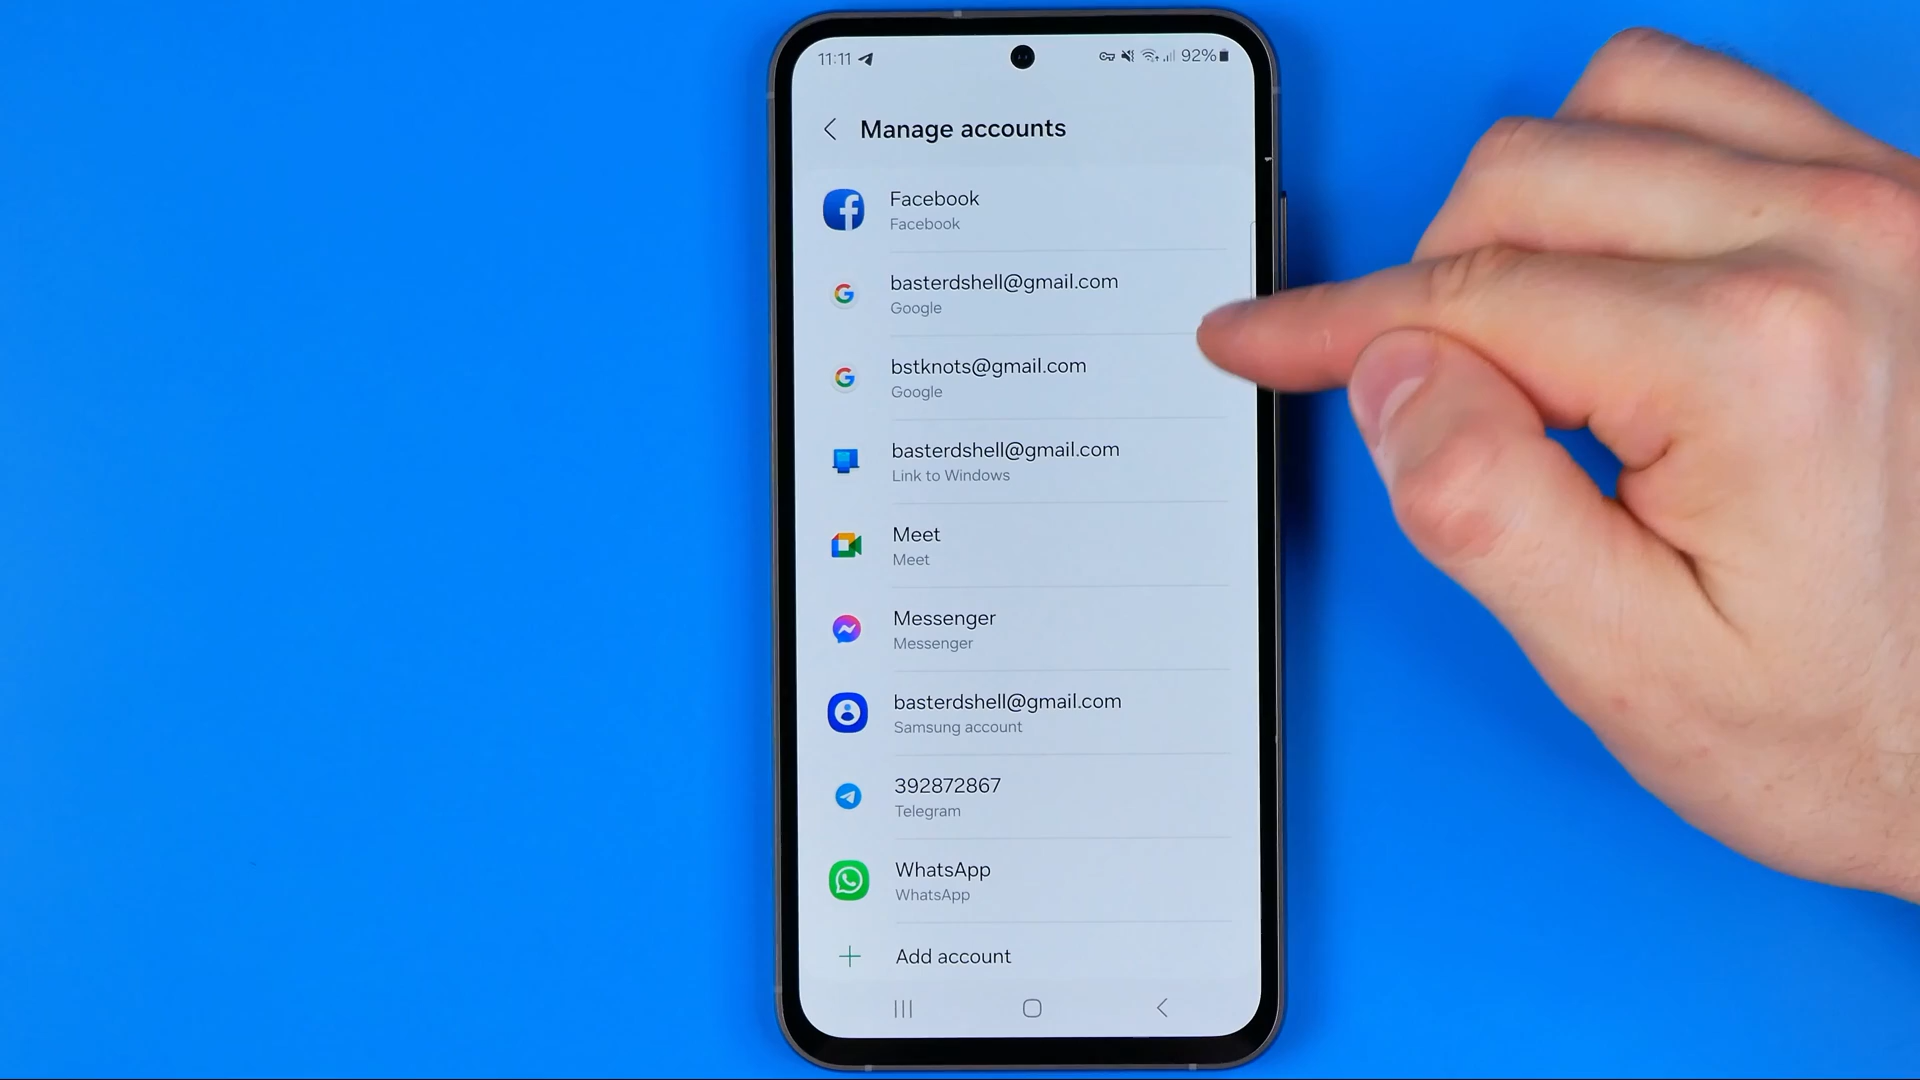 11:11
92%
Manage accounts
Facebook
Facebook
basterdshell@gmail.com
Google
bstknots@gmail.com
Google
basterdshell@gmail.com
Link to Windows
Meet
Meet
Messenger
Messenger
basterdshell@gmail.com
Samsung account
392872867
Telegram
WhatsApp
WhatsApp
Add account